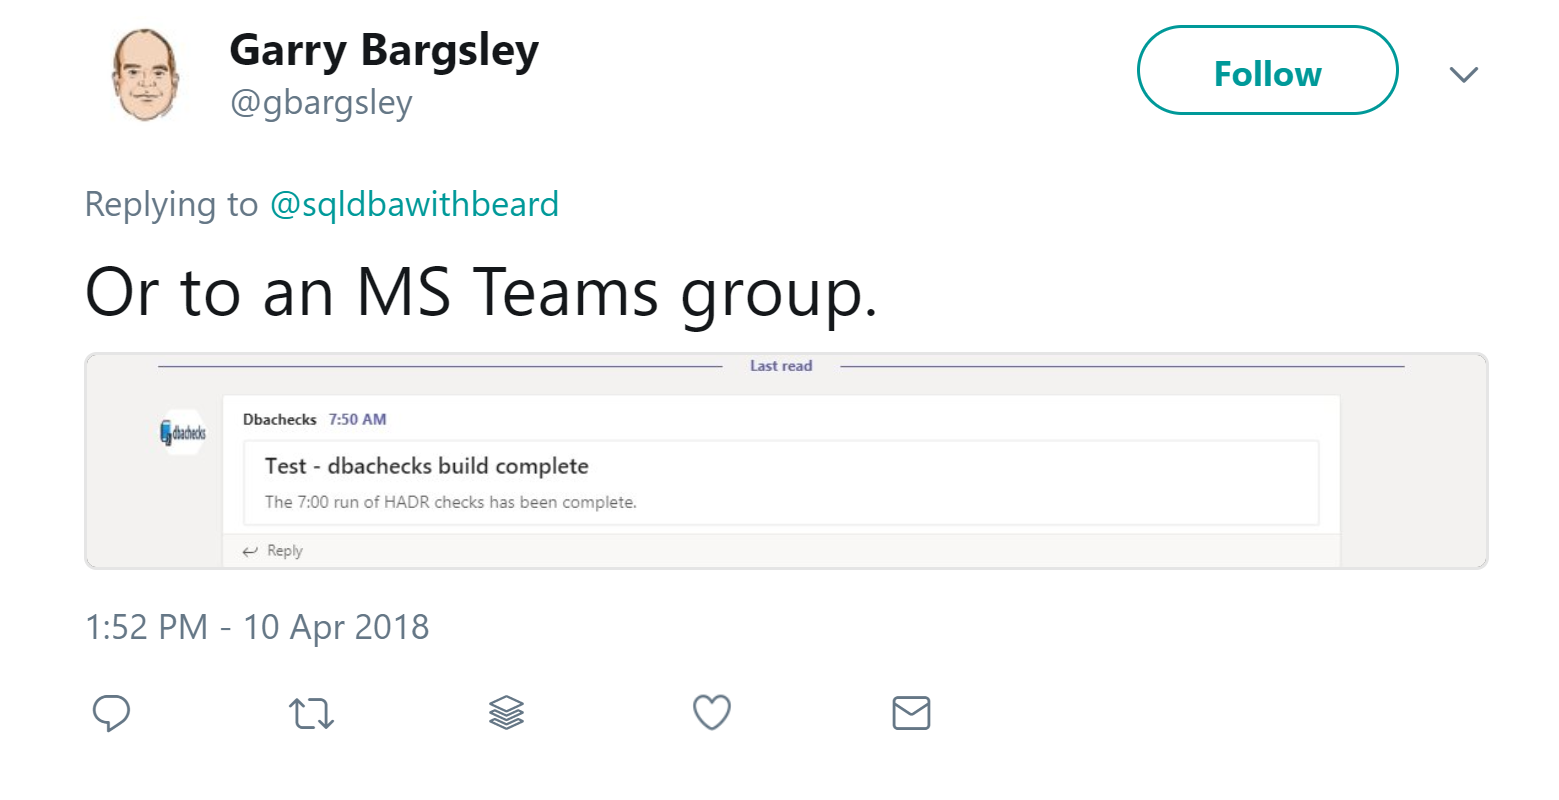 Garry Bargsley
@gbargsley
Follow
Replying to @sqldbawithbeard
Or to an MS Teams group.
Last read
dbachecks
Dbachecks 7:50 AM
Test - dbachecks build complete
The 7:00 run of HADR checks has been complete.
Reply
1:52 PM - 10 Apr 2018